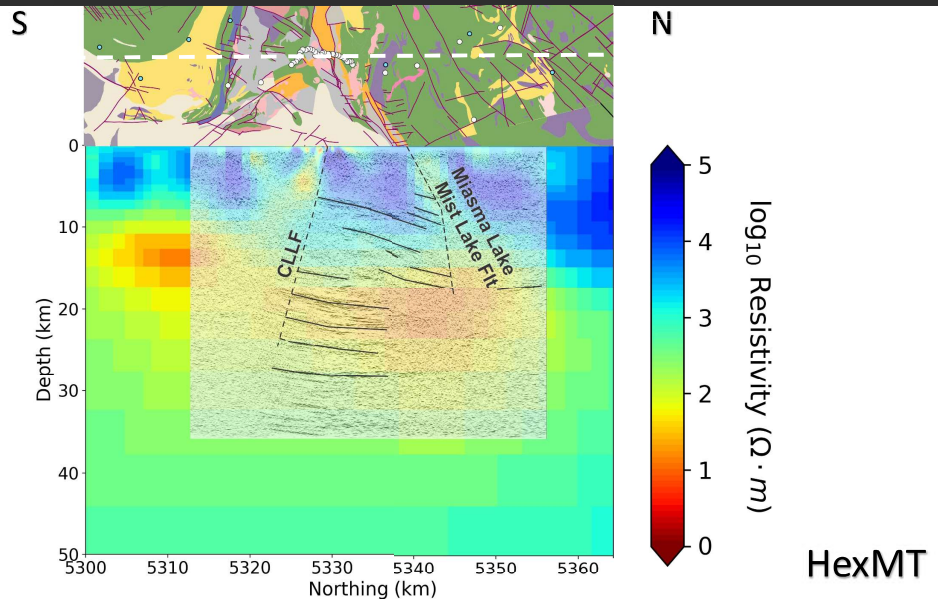 S
N
0
10
20
30
40
50
Depth (km)
5300 5310 5320 5330 5340 5350 5360
Northing (km)
CLLF
Miasma Lake
Mist Lake Flt
5
4
3
2
1
0
log10 Resistivity (Ω · m)
HexMT